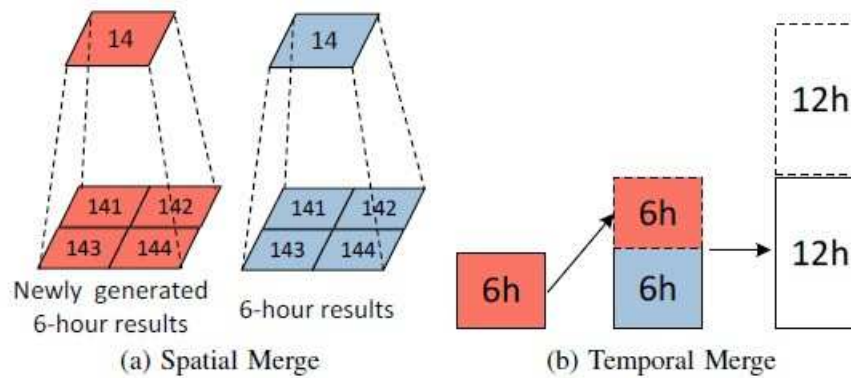 14
14
141 142
143 144
141 142
143 144
Newly generated
6-hour results
6-hour results
(a) Spatial Merge
6h
6h
6h
12h
12h
(b) Temporal Merge